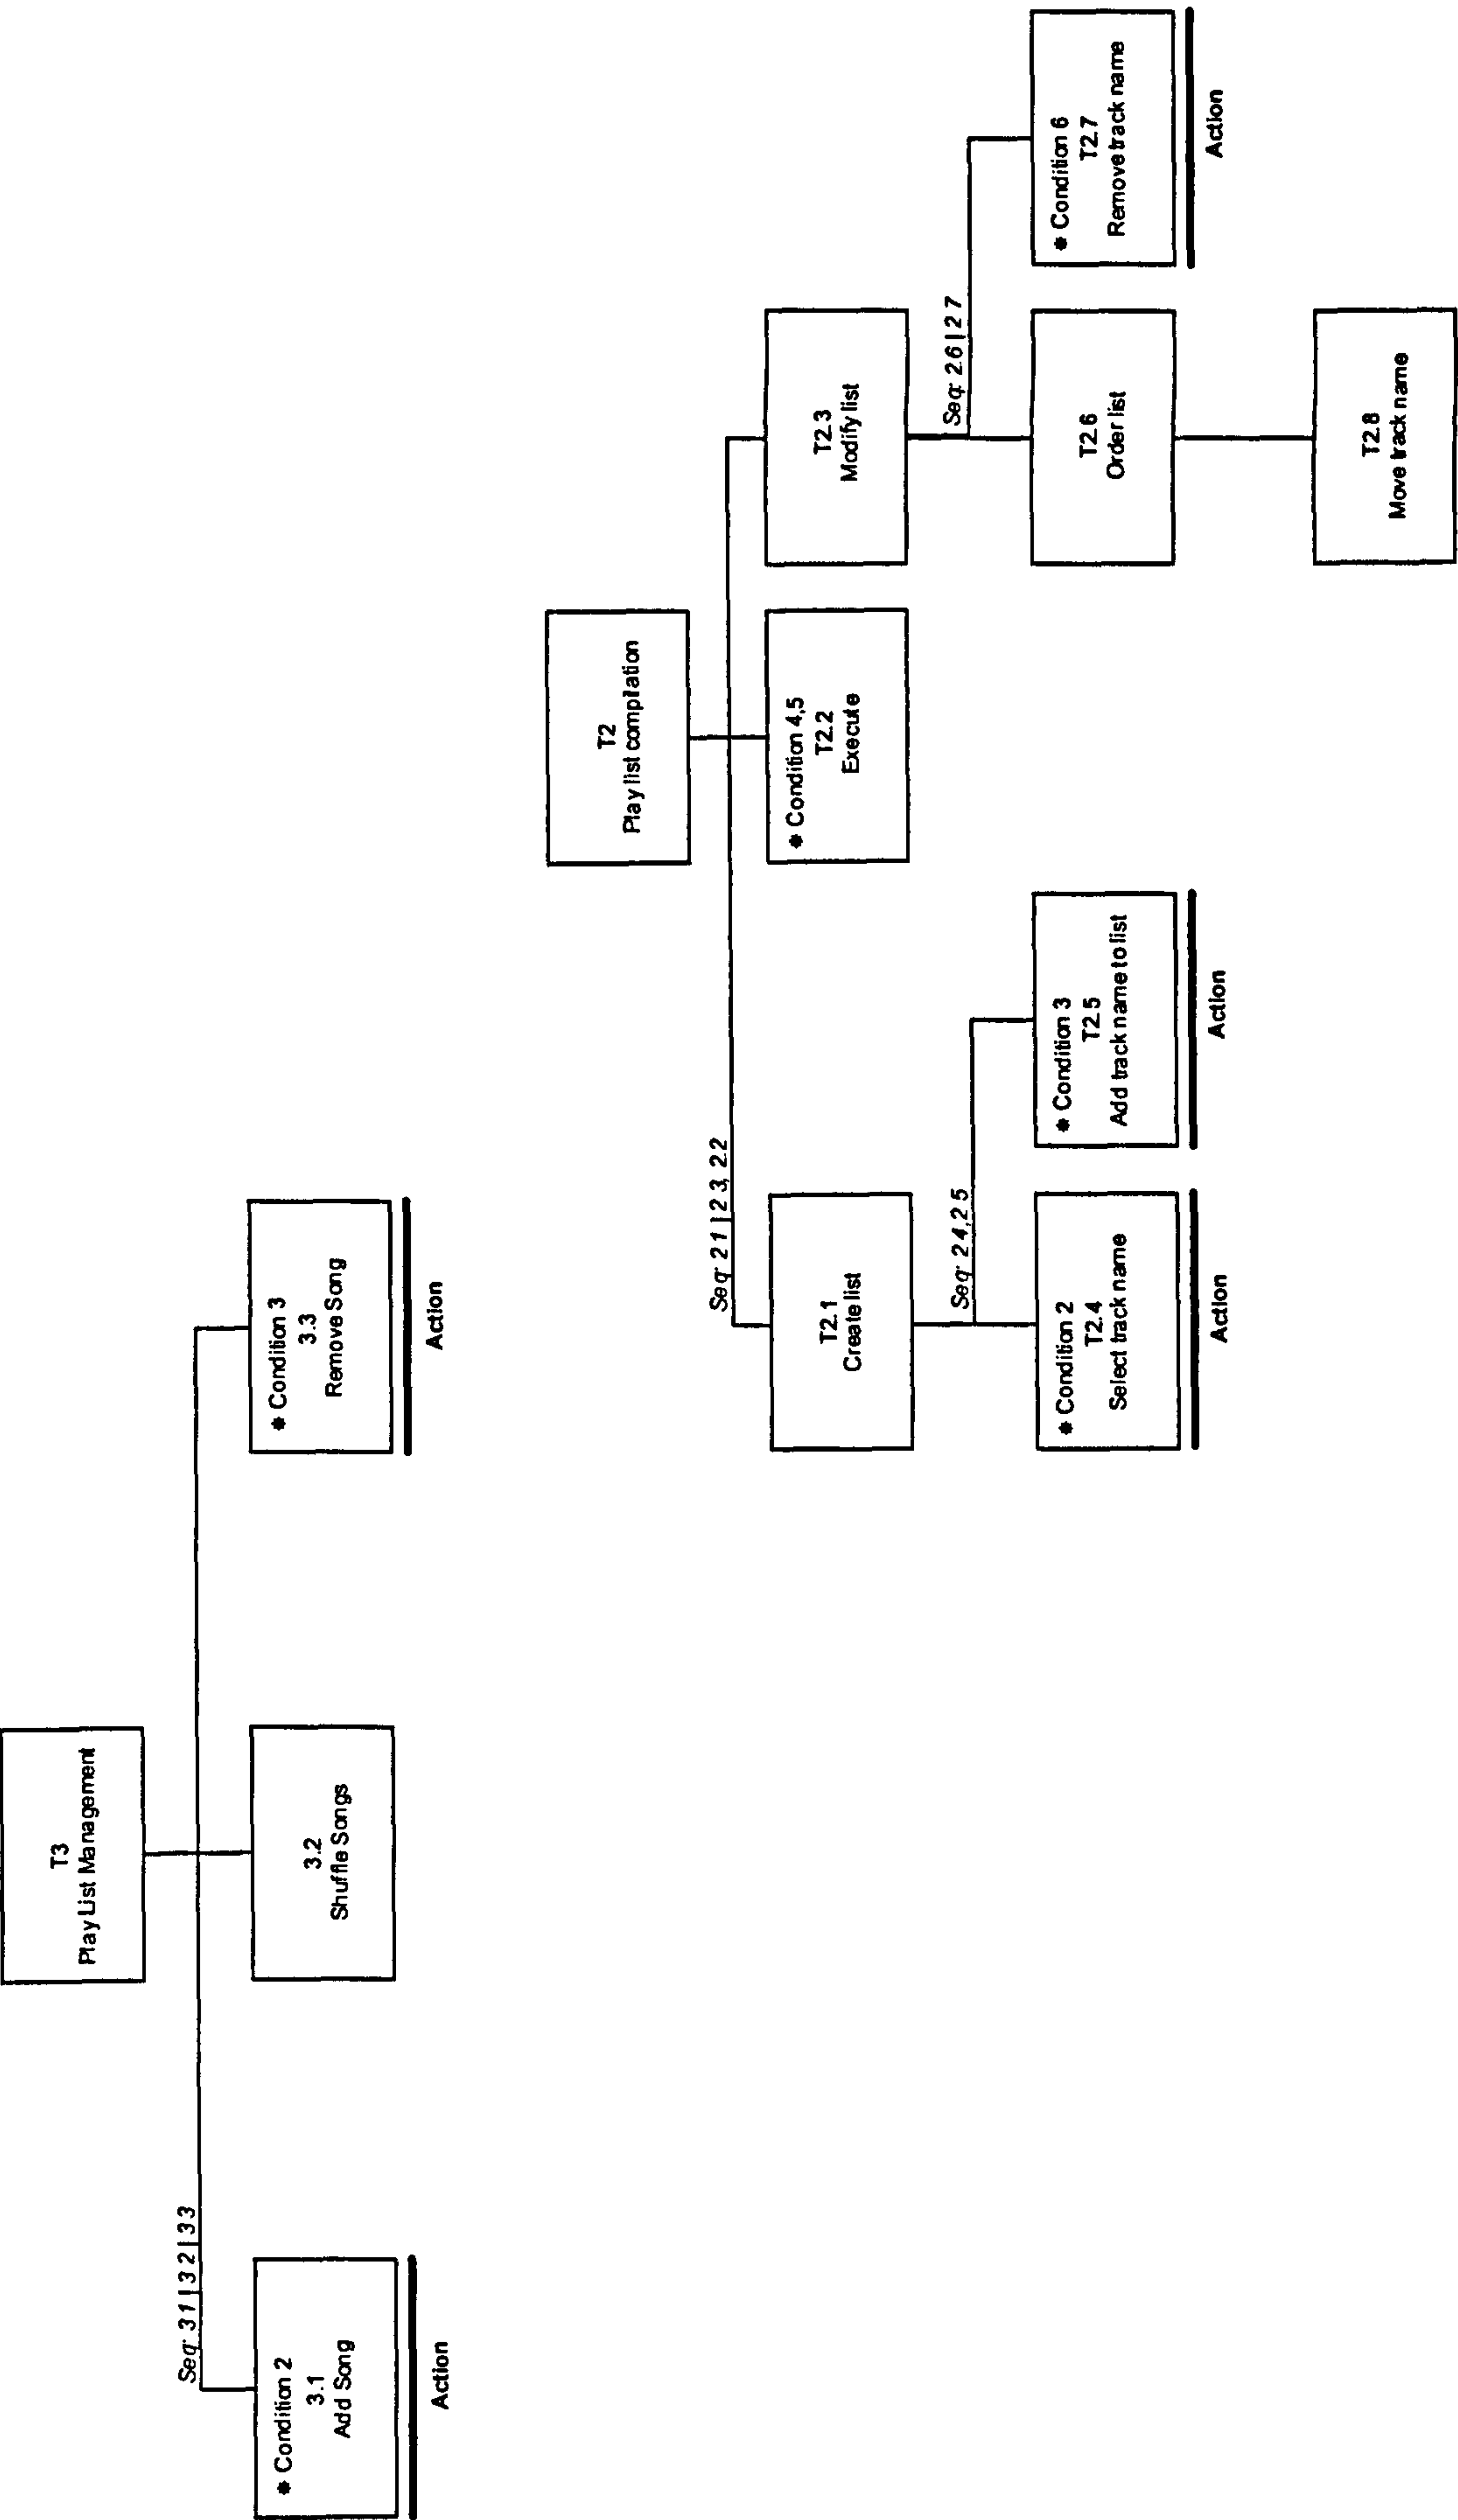 T3
Play List Management
Seq: 3 1 | 3 2 | 3 3
* Condition 2
3.1
Add Song
Action
3.2
Shuffle Songs
* Condition 3
3.3
Remove Song
Action
T2
Play list compilation
Seq: 2 1 | 2 3, 2 2
T2.1
Create list
* Condition 4,5
T2.2
Execute
T2.3
Modify list
Seq: 2 4, 2 5
* Condition 2
T2.4
Select track name
Action
* Condition 3
T2.5
Add track name to list
Action
Seq: 2 6 | 2 7
T2.6
Order list
* Condition 6
T2.7
Remove track name
Action
T2.8
Move track name